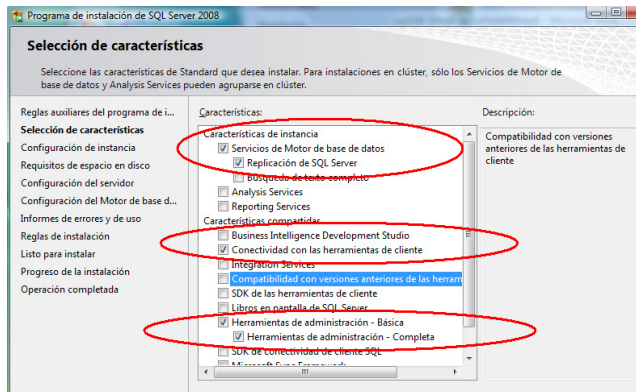 Programa de instalación de SQL Server 2008
Selección de características
Seleccione las características de Standard que desea instalar. Para instalaciones en clúster, sólo los Servicios de Motor de
base de datos y Analysis Services pueden agruparse en clúster.
Reglas auxiliares del programa de i...
Selección de características
Configuración de instancia
Requisitos de espacio en disco
Configuración del servidor
Configuración del Motor de base d...
Informes de errores y de uso
Reglas de instalación
Listo para instalar
Progreso de la instalación
Operación completada
Características:
Características de instancia
Servicios de Motor de base de datos
Replicación de SQL Server
Búsqueda de texto completo
Analysis Services
Reporting Services
Características compartidas
Business Intelligence Development Studio
Conectividad con las herramientas de cliente
Integration Services
Compatibilidad con versiones anteriores de las herram
SDK de las herramientas de cliente
Libros en pantalla de SQL Server
Herramientas de administración - Básica
Herramientas de administración - Completa
SDK de conectividad de cliente SQL
Microsoft Sync Framework
Descripción:
Compatibilidad con versiones
anteriores de las herramientas de
cliente